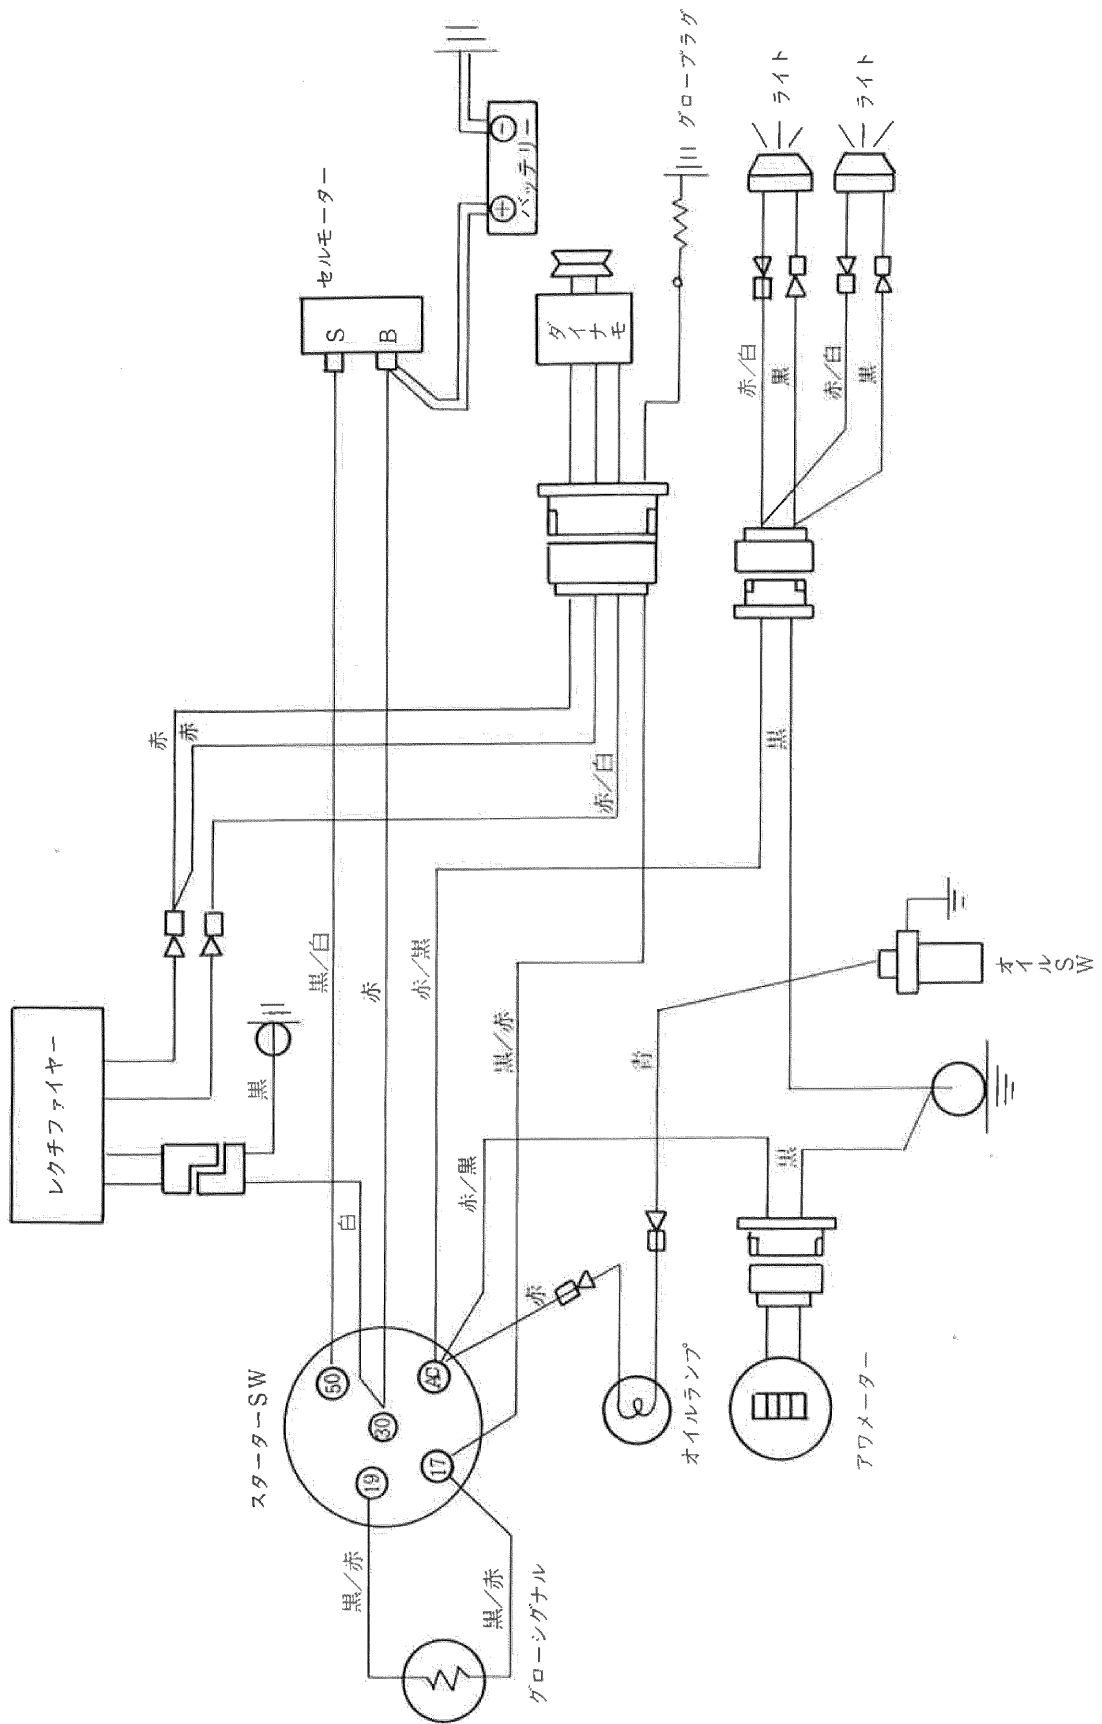 レクチファイヤー
赤
赤
赤/白
黒
白
セルモーター
S
B
バッテリー
+
-
ダイナモ
グロープラグ
ライト
ライト
赤/白
黒
赤/白
黒
黒
黒/白
赤
赤/黒
黒/赤
青
オイルSW
赤/黒
黒
赤
スターターSW
50
30
AC
19
17
オイルランプ
アワメーター
黒/赤
黒/赤
グローシグナル